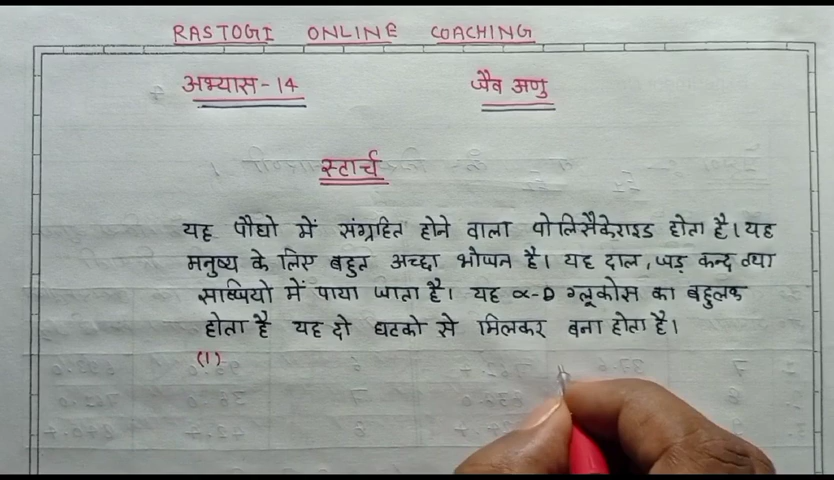 RASTOGI ONLINE COACHING
अभ्यास-14 जैव अणु
स्टार्च
यह पौधो में संग्रहित होने वाला पोलिसैकेराइड होता है। यह
मनुष्य के लिए बहुत अच्छा भोजन है। यह दाल, जड़ कन्द तथा
सब्जियो में पाया जाता है। यह α-D ग्लूकोस का बहुलक
होता है यह दो घटको से मिलकर बना होता है।
(1)